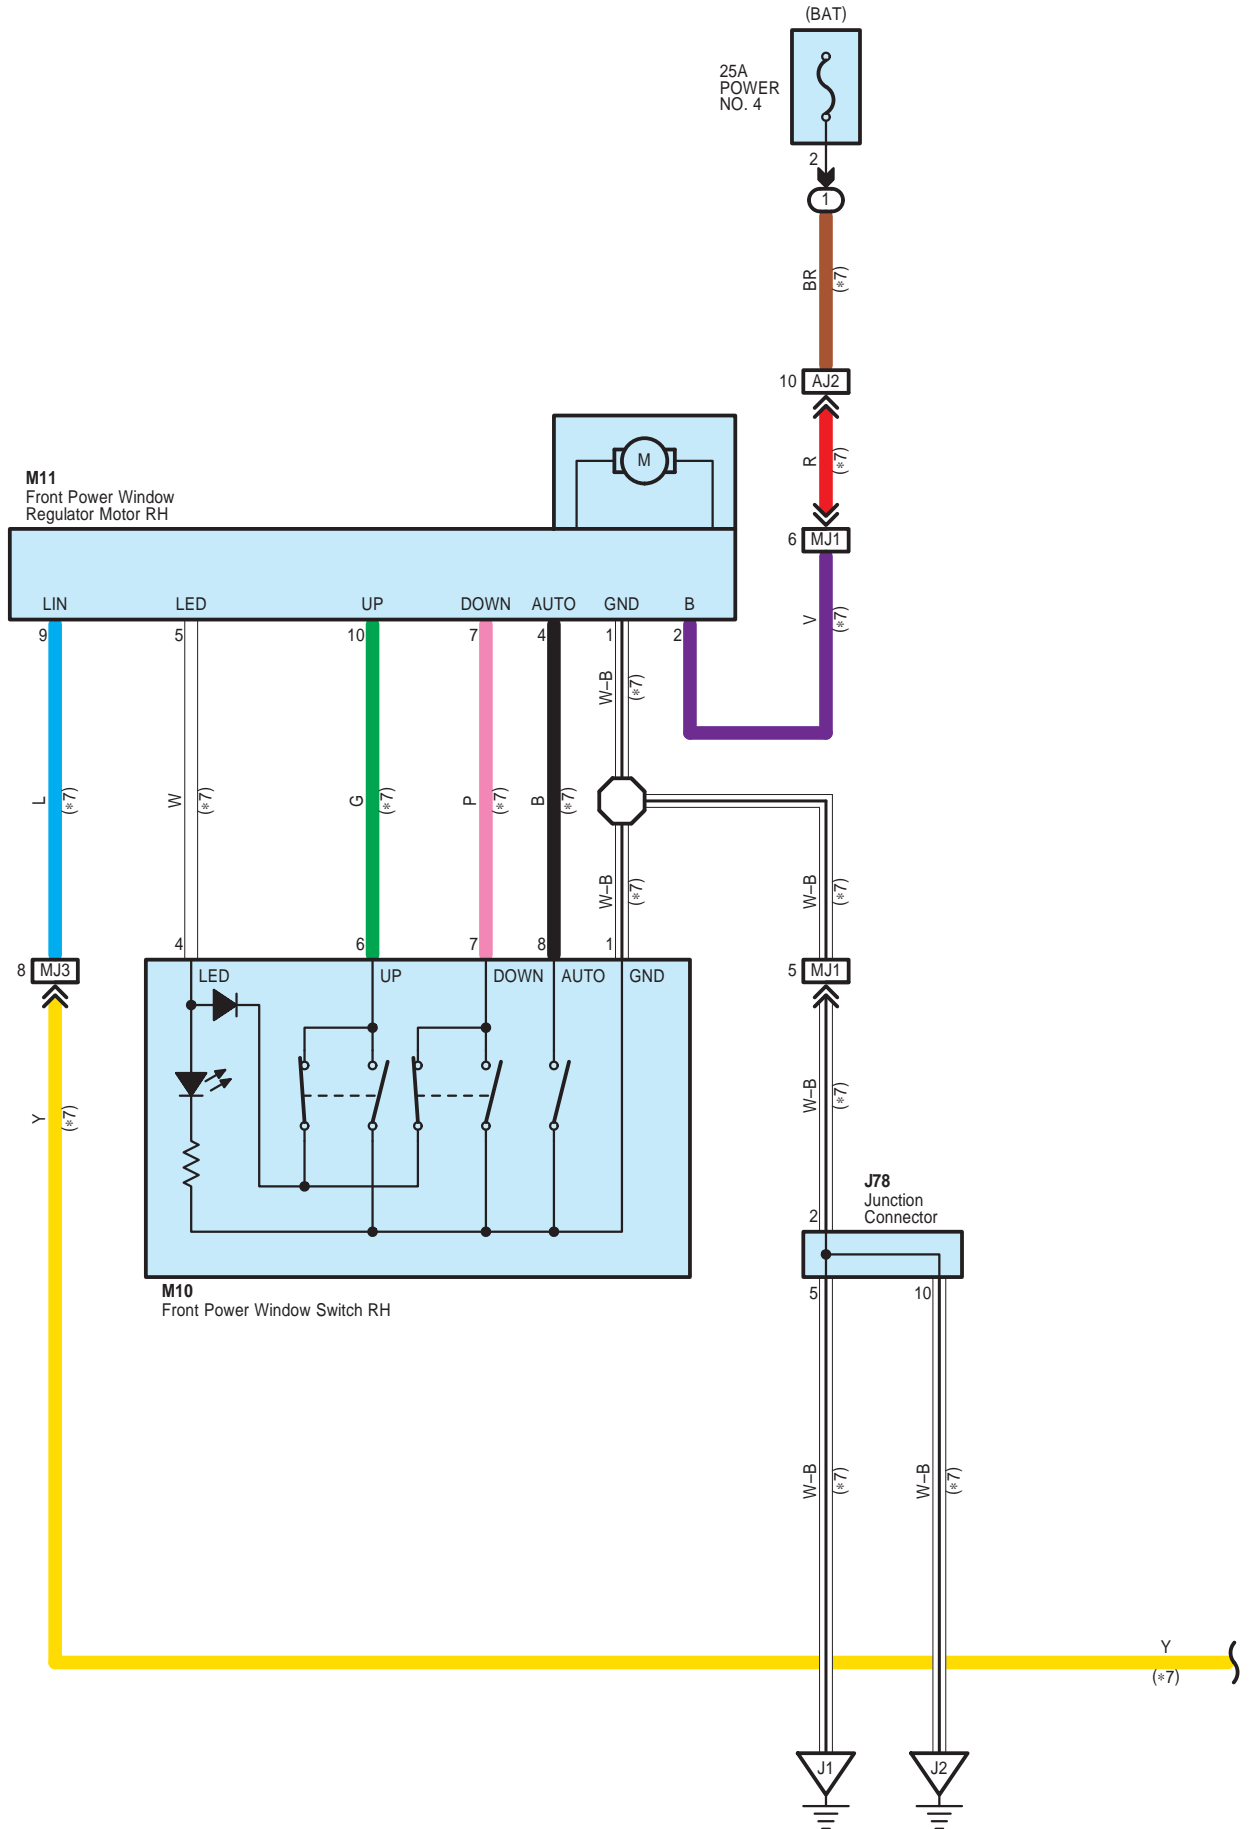 (BAT)
25A
POWER
NO. 4
2
1
BR
(*7)
10 AJ2
R
(*7)
M
M11
Front Power Window
Regulator Motor RH
6 MJ1
LIN LED UP DOWN AUTO GND B
9 5 10 7 4 1 2
V
(*7)
W–B
(*7)
L
(*7)
W
(*7)
G
(*7)
P
(*7)
B
(*7)
W–B
(*7)
W–B
(*7)
4 6 7 8 1
8 MJ3
5 MJ1
LED UP DOWN AUTO GND
Y
(*7)
W–B
(*7)
J78
Junction
Connector
2
5 10
M10
Front Power Window Switch RH
W–B
(*7)
W–B
(*7)
Y
(*7)
J1 J2